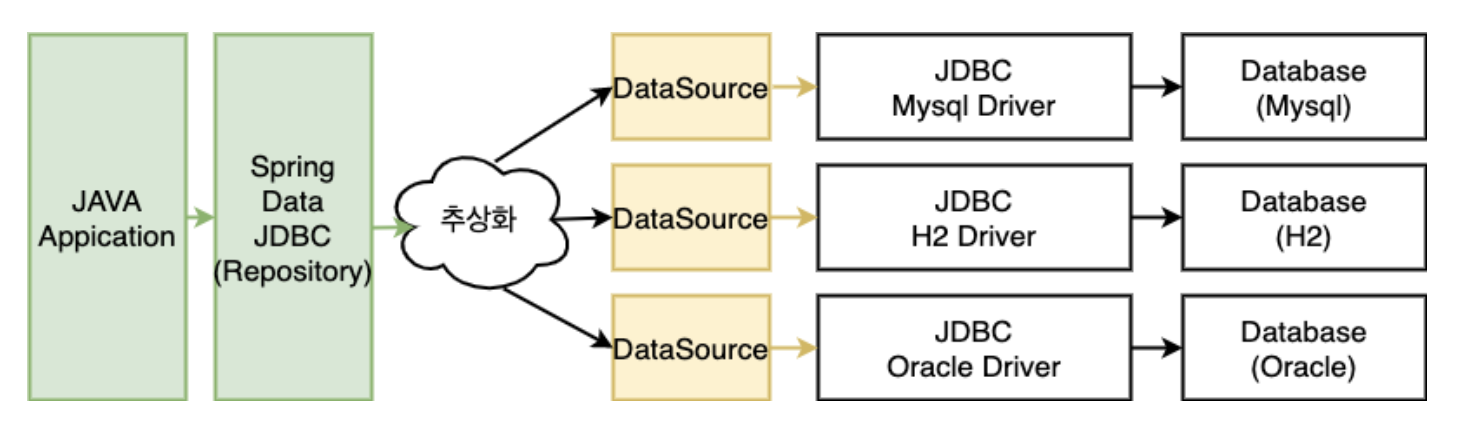 JAVA
Appication
Spring
Data
JDBC
(Repository)
추상화
DataSource
JDBC
Mysql Driver
Database
(Mysql)
DataSource
JDBC
H2 Driver
Database
(H2)
DataSource
JDBC
Oracle Driver
Database
(Oracle)